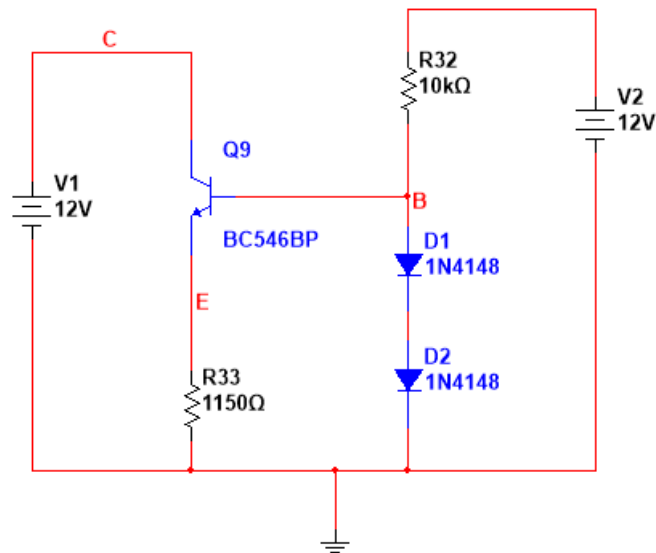 C
R32
10kΩ
V2
12V
Q9
V1
12V
B
BC546BP
D1
1N4148
E
D2
1N4148
R33
1150Ω